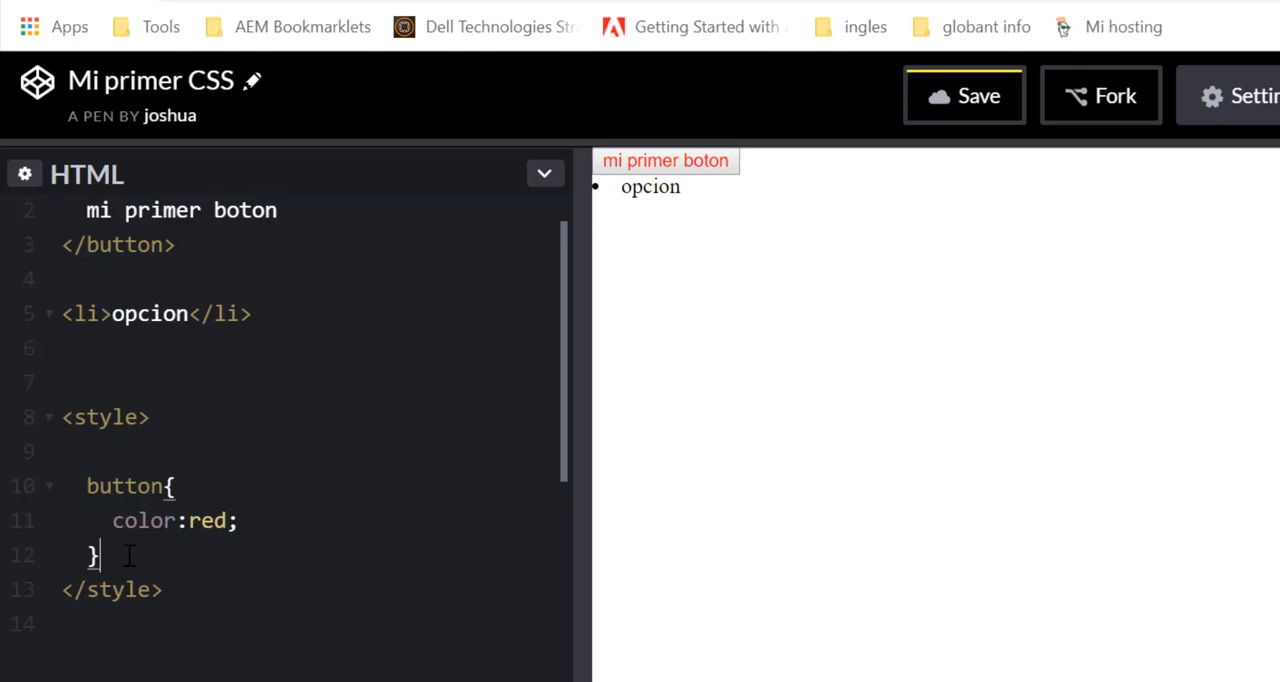 Apps Tools AEM Bookmarklets Dell Technologies Str Getting Started with ingles globant info Mi hosting
Mi primer CSS
A PEN BY joshua
Save Fork Settin
HTML
2 mi primer boton
3 </button>
4
5 <li>opcion</li>
6
7
8 <style>
9
10 button{
11 color:red;
12 }
13 </style>
14
mi primer boton
• opcion